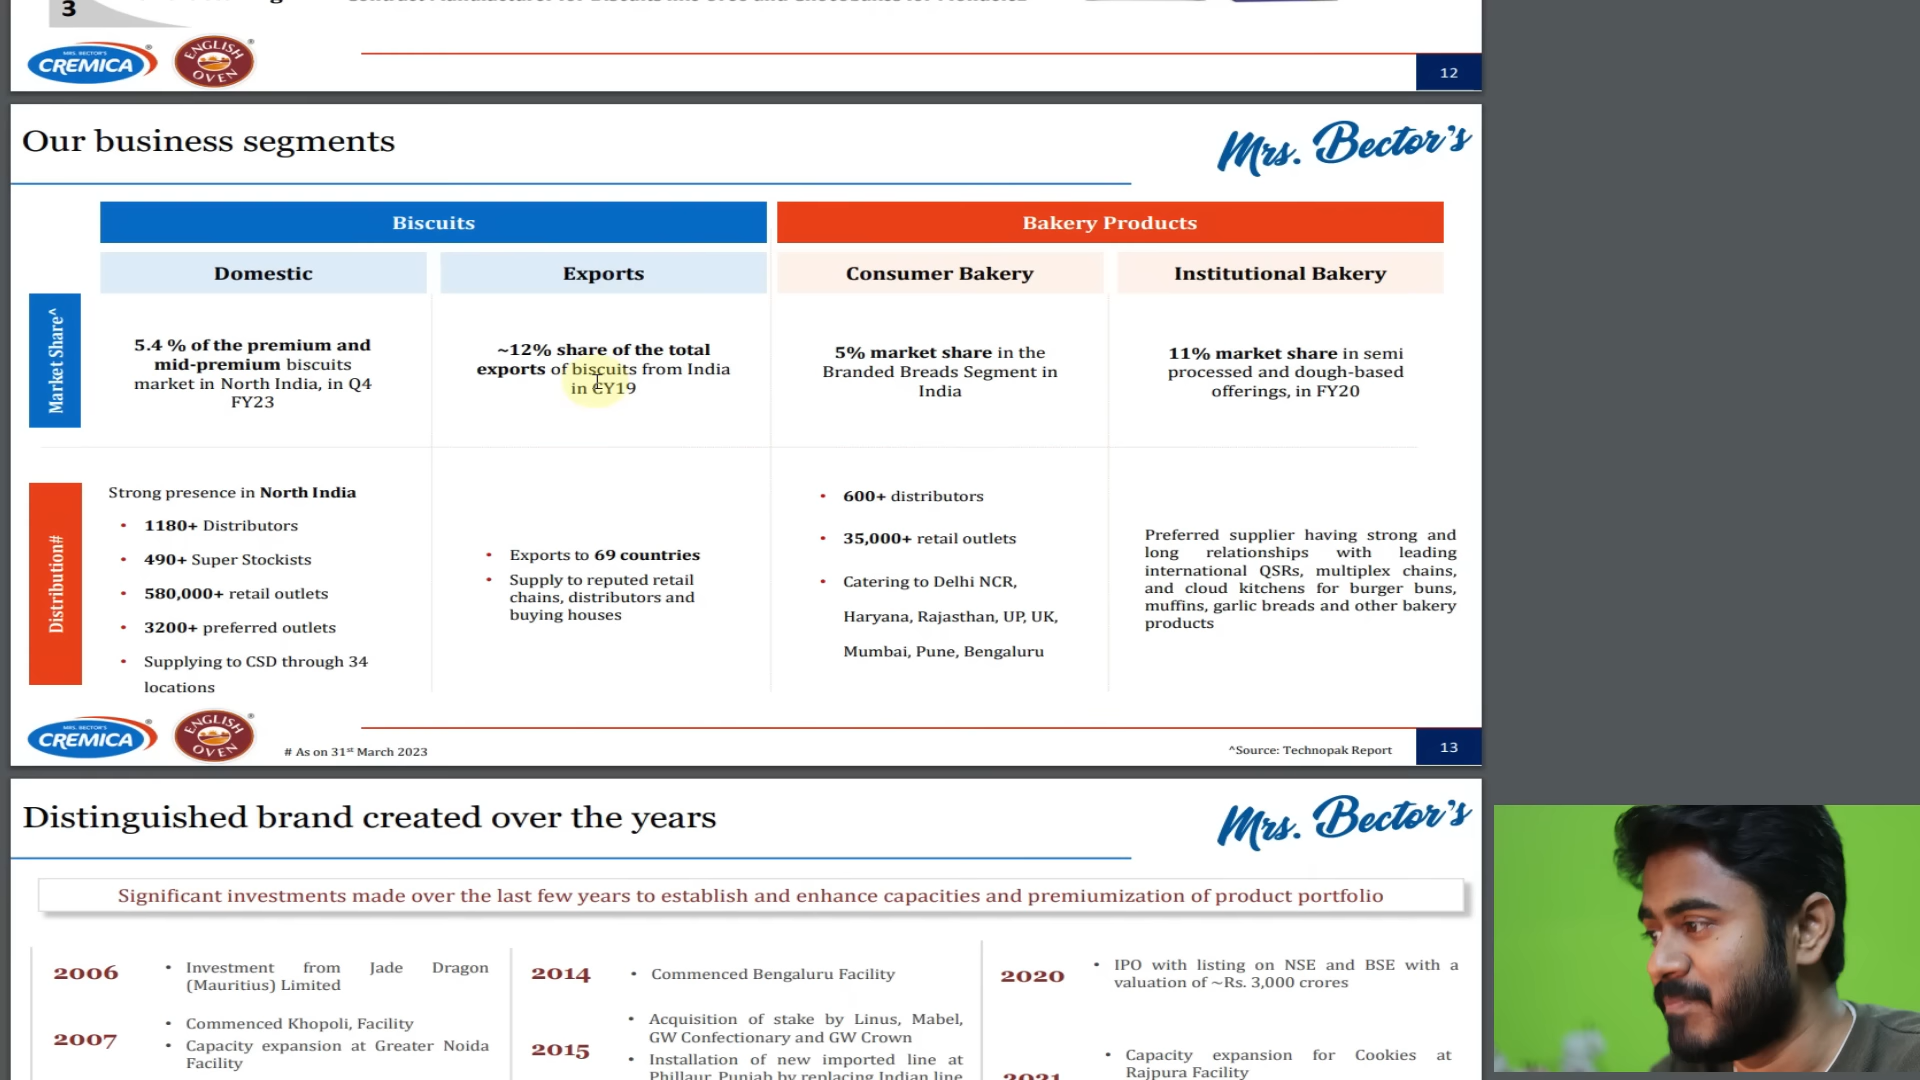 3
MRS. BECTOR'S
CREMICA
ENGLISH
OVEN
12
Our business segments
Mrs. Bector's
Biscuits
Bakery Products
Domestic
Exports
Consumer Bakery
Institutional Bakery
Market Share^
5.4 % of the premium and
mid-premium biscuits
market in North India, in Q4
FY23
~12% share of the total
exports of biscuits from India
in CY19
5% market share in the
Branded Breads Segment in
India
11% market share in semi
processed and dough-based
offerings, in FY20
Distribution#
Strong presence in North India
• 1180+ Distributors
• 490+ Super Stockists
• 580,000+ retail outlets
• 3200+ preferred outlets
• Supplying to CSD through 34
locations
• Exports to 69 countries
• Supply to reputed retail
chains, distributors and
buying houses
• 600+ distributors
• 35,000+ retail outlets
• Catering to Delhi NCR,
Haryana, Rajasthan, UP, UK,
Mumbai, Pune, Bengaluru
Preferred supplier having strong and
long relationships with leading
international QSRs, multiplex chains,
and cloud kitchens for burger buns,
muffins, garlic breads and other bakery
products
MRS. BECTOR'S
CREMICA
ENGLISH
OVEN
# As on 31st March 2023
^Source: Technopak Report
13
Distinguished brand created over the years
Mrs. Bector's
Significant investments made over the last few years to establish and enhance capacities and premiumization of product portfolio
2006
• Investment from Jade Dragon
(Mauritius) Limited
2007
• Commenced Khopoli, Facility
• Capacity expansion at Greater Noida
Facility
2014
• Commenced Bengaluru Facility
2015
• Acquisition of stake by Linus, Mabel,
GW Confectionary and GW Crown
• Installation of new imported line at
Phillaur, Punjab by replacing Indian line
2020
• IPO with listing on NSE and BSE with a
valuation of ~Rs. 3,000 crores
2021
• Capacity expansion for Cookies at
Rajpura Facility